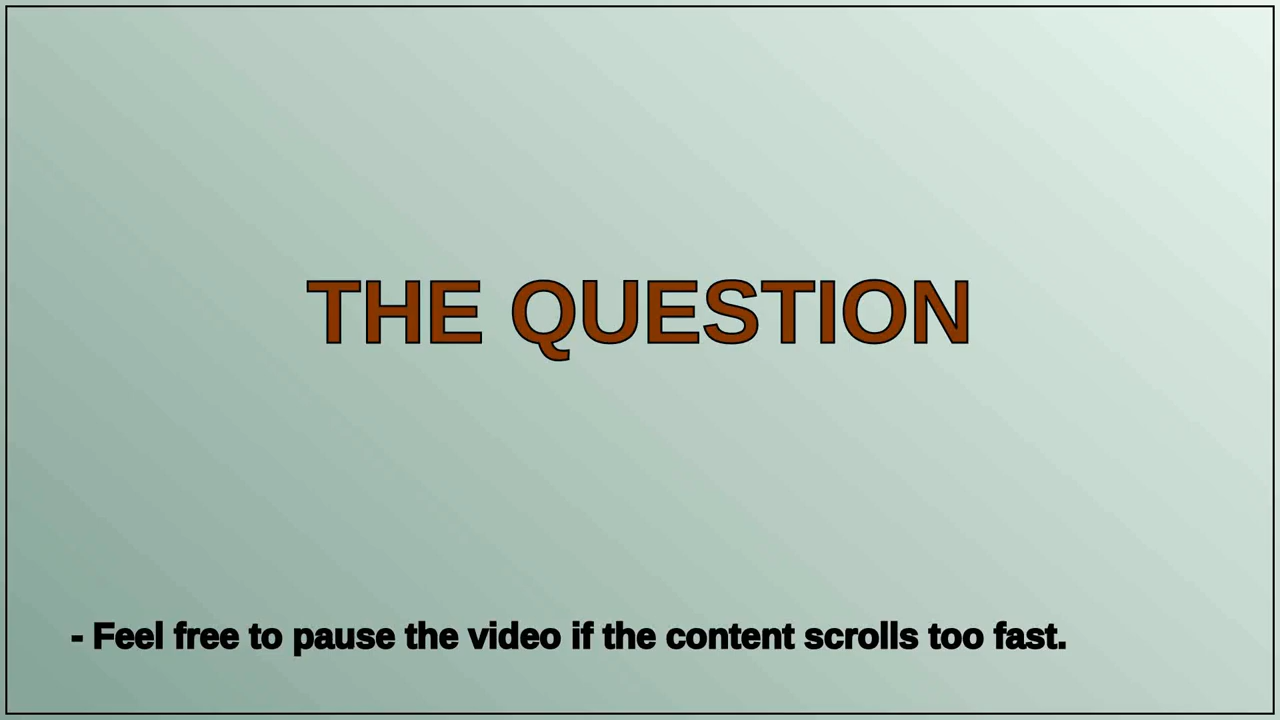 THE QUESTION
- Feel free to pause the video if the content scrolls too fast.